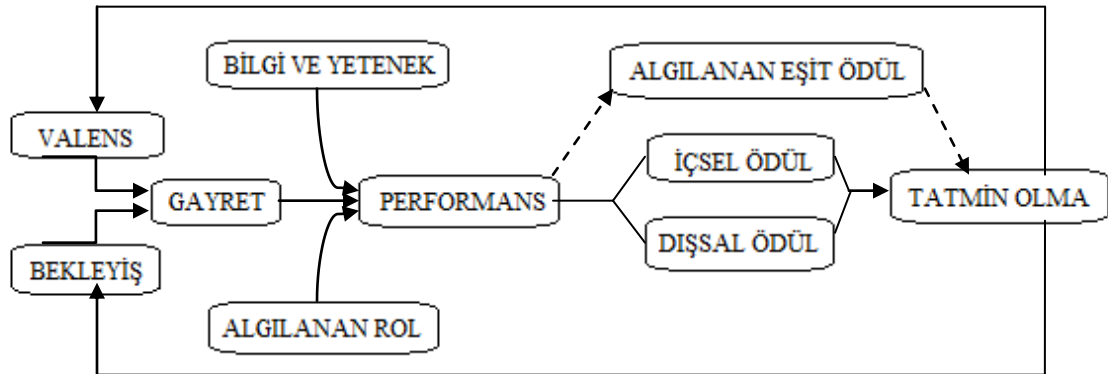 BİLGİ VE YETENEK
ALGILANAN EŞİT ÖDÜL
VALENS
İÇSEL ÖDÜL
GAYRET
PERFORMANS
TATMİN OLMA
DIŞSAL ÖDÜL
BEKLEYİŞ
ALGILANAN ROL